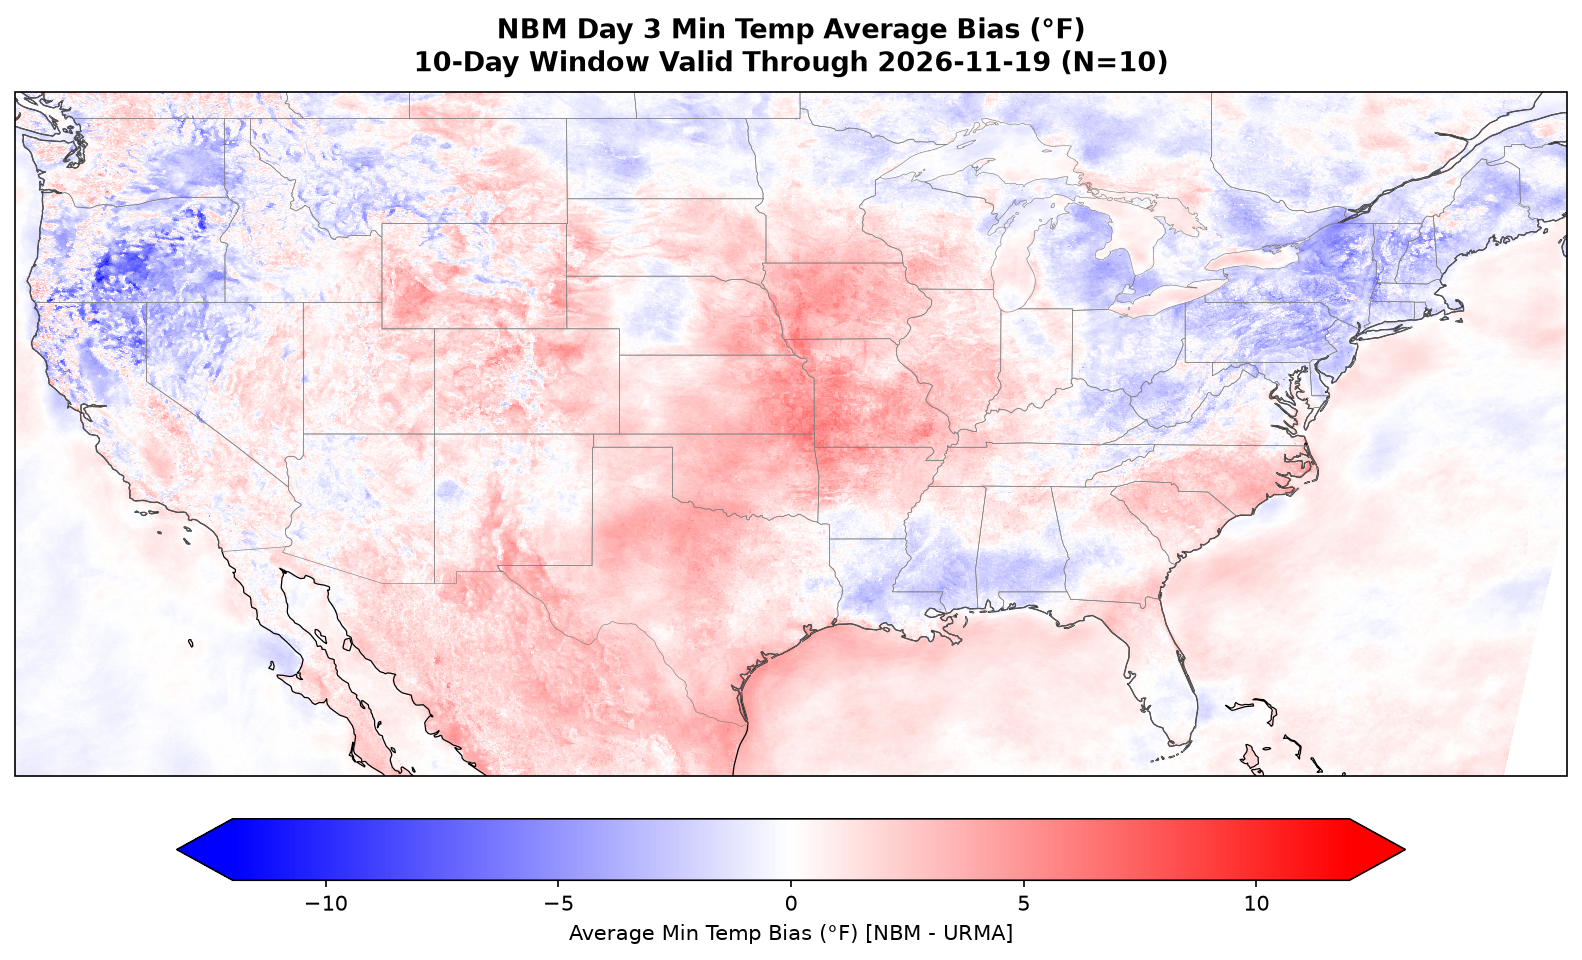 NBM Day 3 Min Temp Average Bias (°F)
10-Day Window Valid Through 2026-11-19 (N=10)
−10 −5 0 5 10
Average Min Temp Bias (°F) [NBM - URMA]